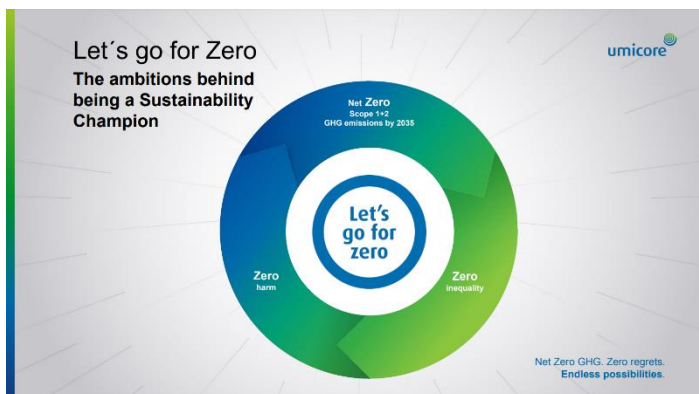 Let´s go for Zero
The ambitions behind
being a Sustainability
Champion
umicore
Net Zero
Scope 1+2
GHG emissions by 2035
Let's
go for
zero
Zero
harm
Zero
inequality
Net Zero GHG. Zero regrets.
Endless possibilities.